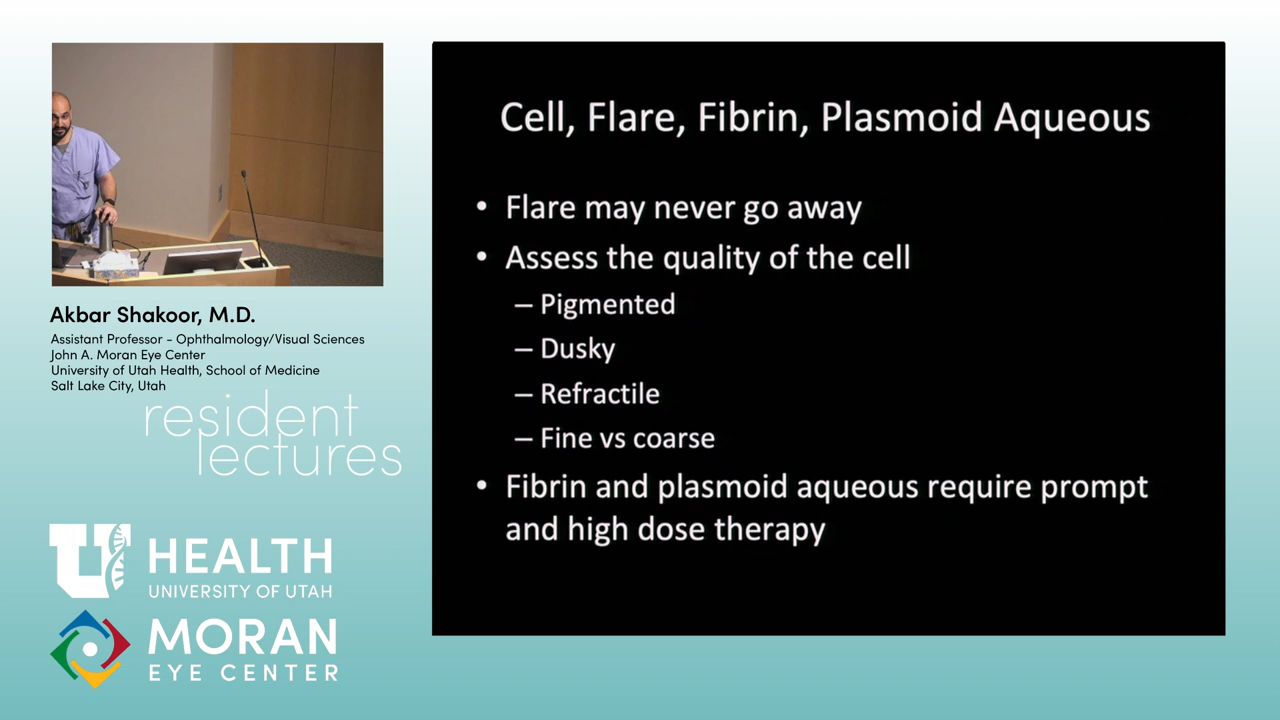 Cell, Flare, Fibrin, Plasmoid Aqueous
• Flare may never go away
• Assess the quality of the cell
– Pigmented
– Dusky
– Refractile
– Fine vs coarse
• Fibrin and plasmoid aqueous require prompt
and high dose therapy
Akbar Shakoor, M.D.
Assistant Professor - Ophthalmology/Visual Sciences
John A. Moran Eye Center
University of Utah Health, School of Medicine
Salt Lake City, Utah
resident
lectures
U HEALTH
UNIVERSITY OF UTAH
MORAN
EYE CENTER